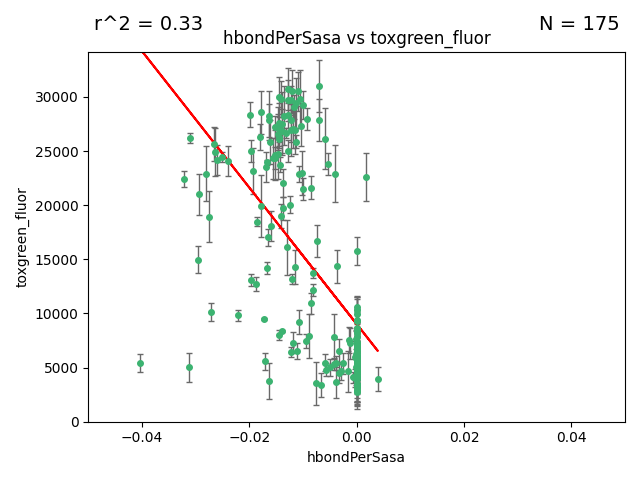 r^2 = 0.33
N = 175
hbondPerSasa vs toxgreen_fluor
toxgreen_fluor
30000
25000
20000
15000
10000
5000
0
−0.04
−0.02
0.00
0.02
0.04
hbondPerSasa